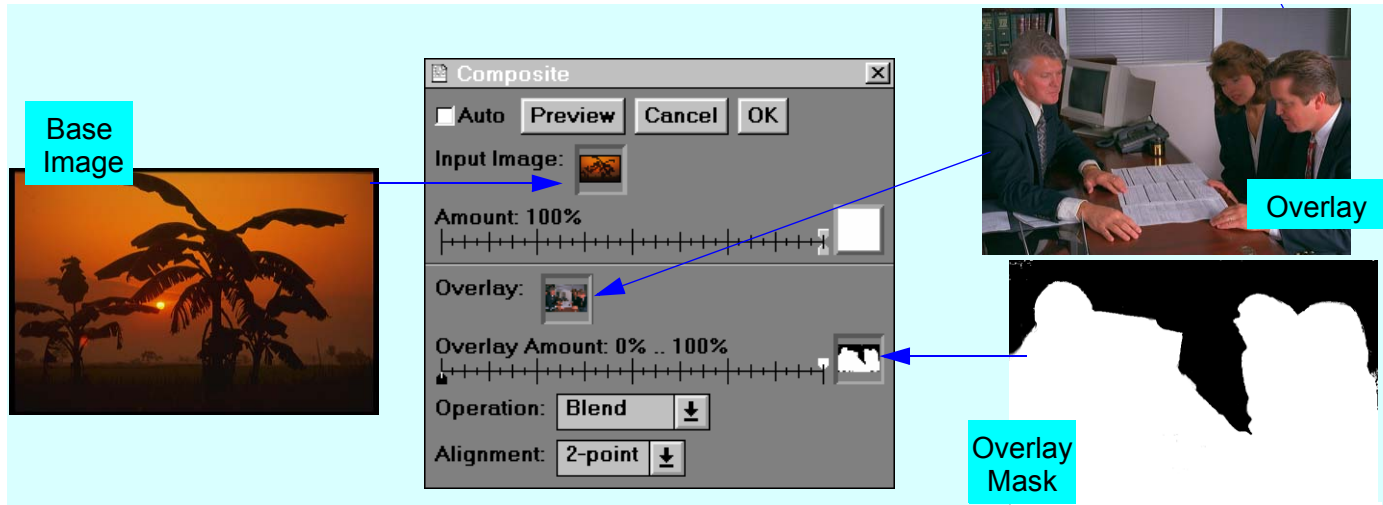 Base
Image
Composite
Auto Preview Cancel OK
Input Image:
Amount: 100%
Overlay:
Overlay Amount: 0% .. 100%
Operation: Blend
Alignment: 2-point
Overlay
Overlay
Mask